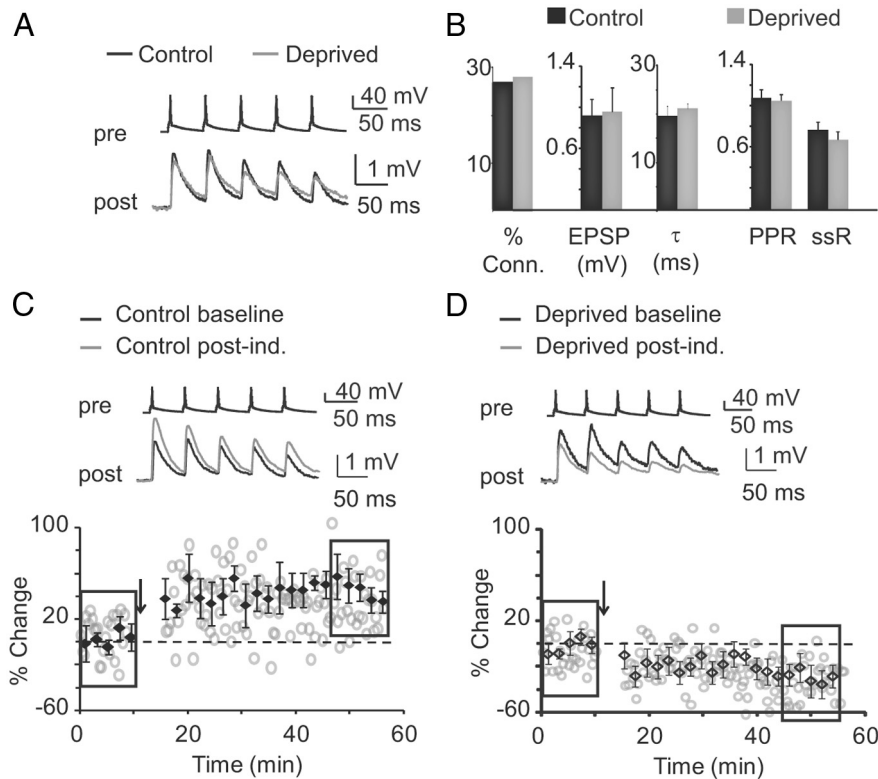 A
Control Deprived
pre
40 mV
50 ms
post
1 mV
50 ms
B
Control Deprived
30
10
1.4
0.6
30
10
1.4
0.6
%
Conn.
EPSP
(mV)
τ
(ms)
PPR
ssR
C
Control baseline
Control post-ind.
pre
40 mV
50 ms
post
1 mV
50 ms
% Change
100
20
-60
0 20 40 60
Time (min)
D
Deprived baseline
Deprived post-ind.
pre
40 mV
50 ms
post
1 mV
50 ms
% Change
100
20
-60
0 20 40 60
Time (min)